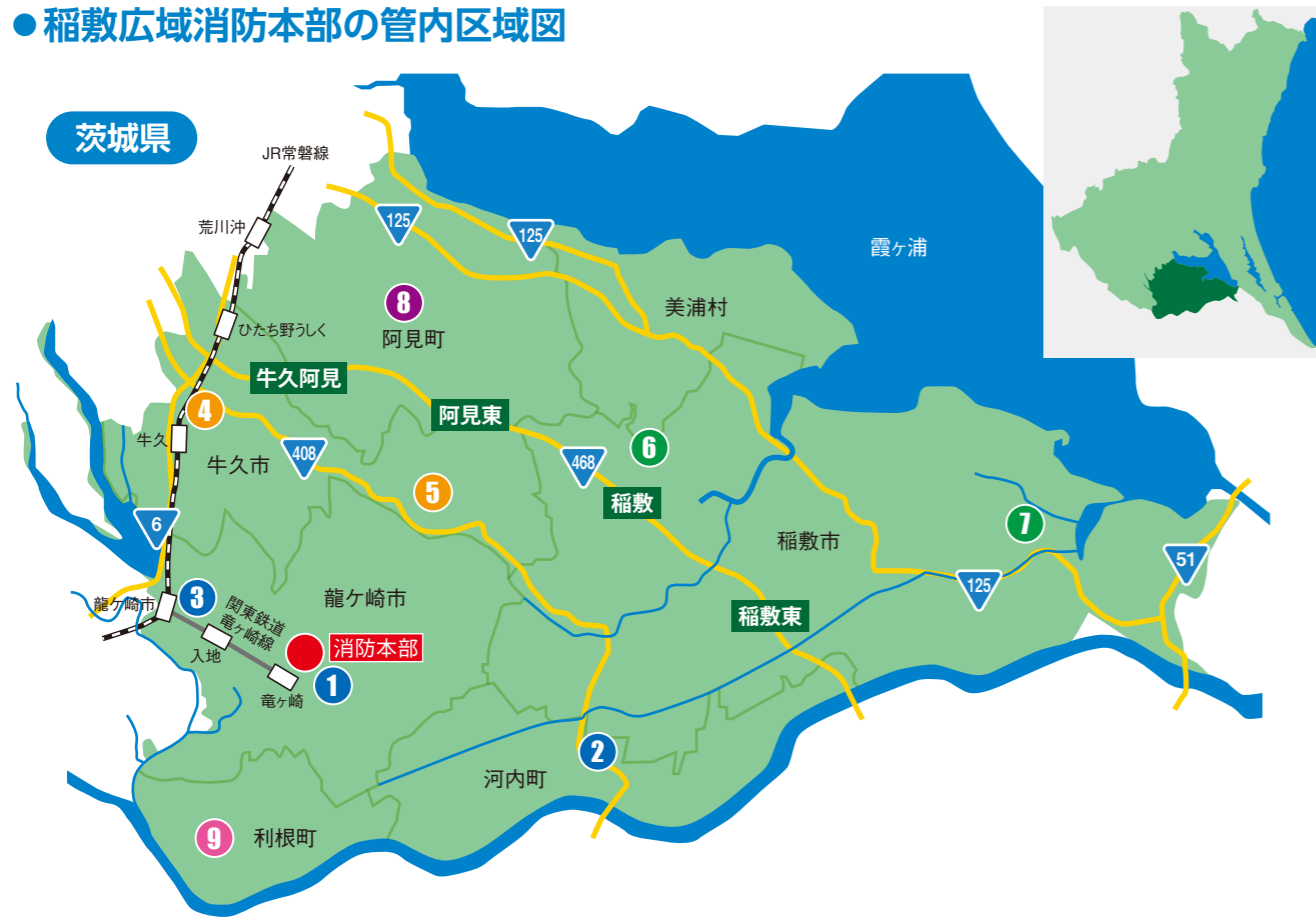 ●稲敷広域消防本部の管内区域図
茨城県
JR常磐線
荒川沖
125
125
霞ヶ浦
8
美浦村
ひたち野うしく
阿見町
牛久阿見
4
阿見東
牛久
牛久市
408
6
468
5
稲敷
6
7
稲敷市
51
125
龍ケ崎市
3
関東鉄道
竜ヶ崎線
龍ケ崎市
稲敷東
入地
消防本部
1
竜ヶ崎
2
河内町
9
利根町